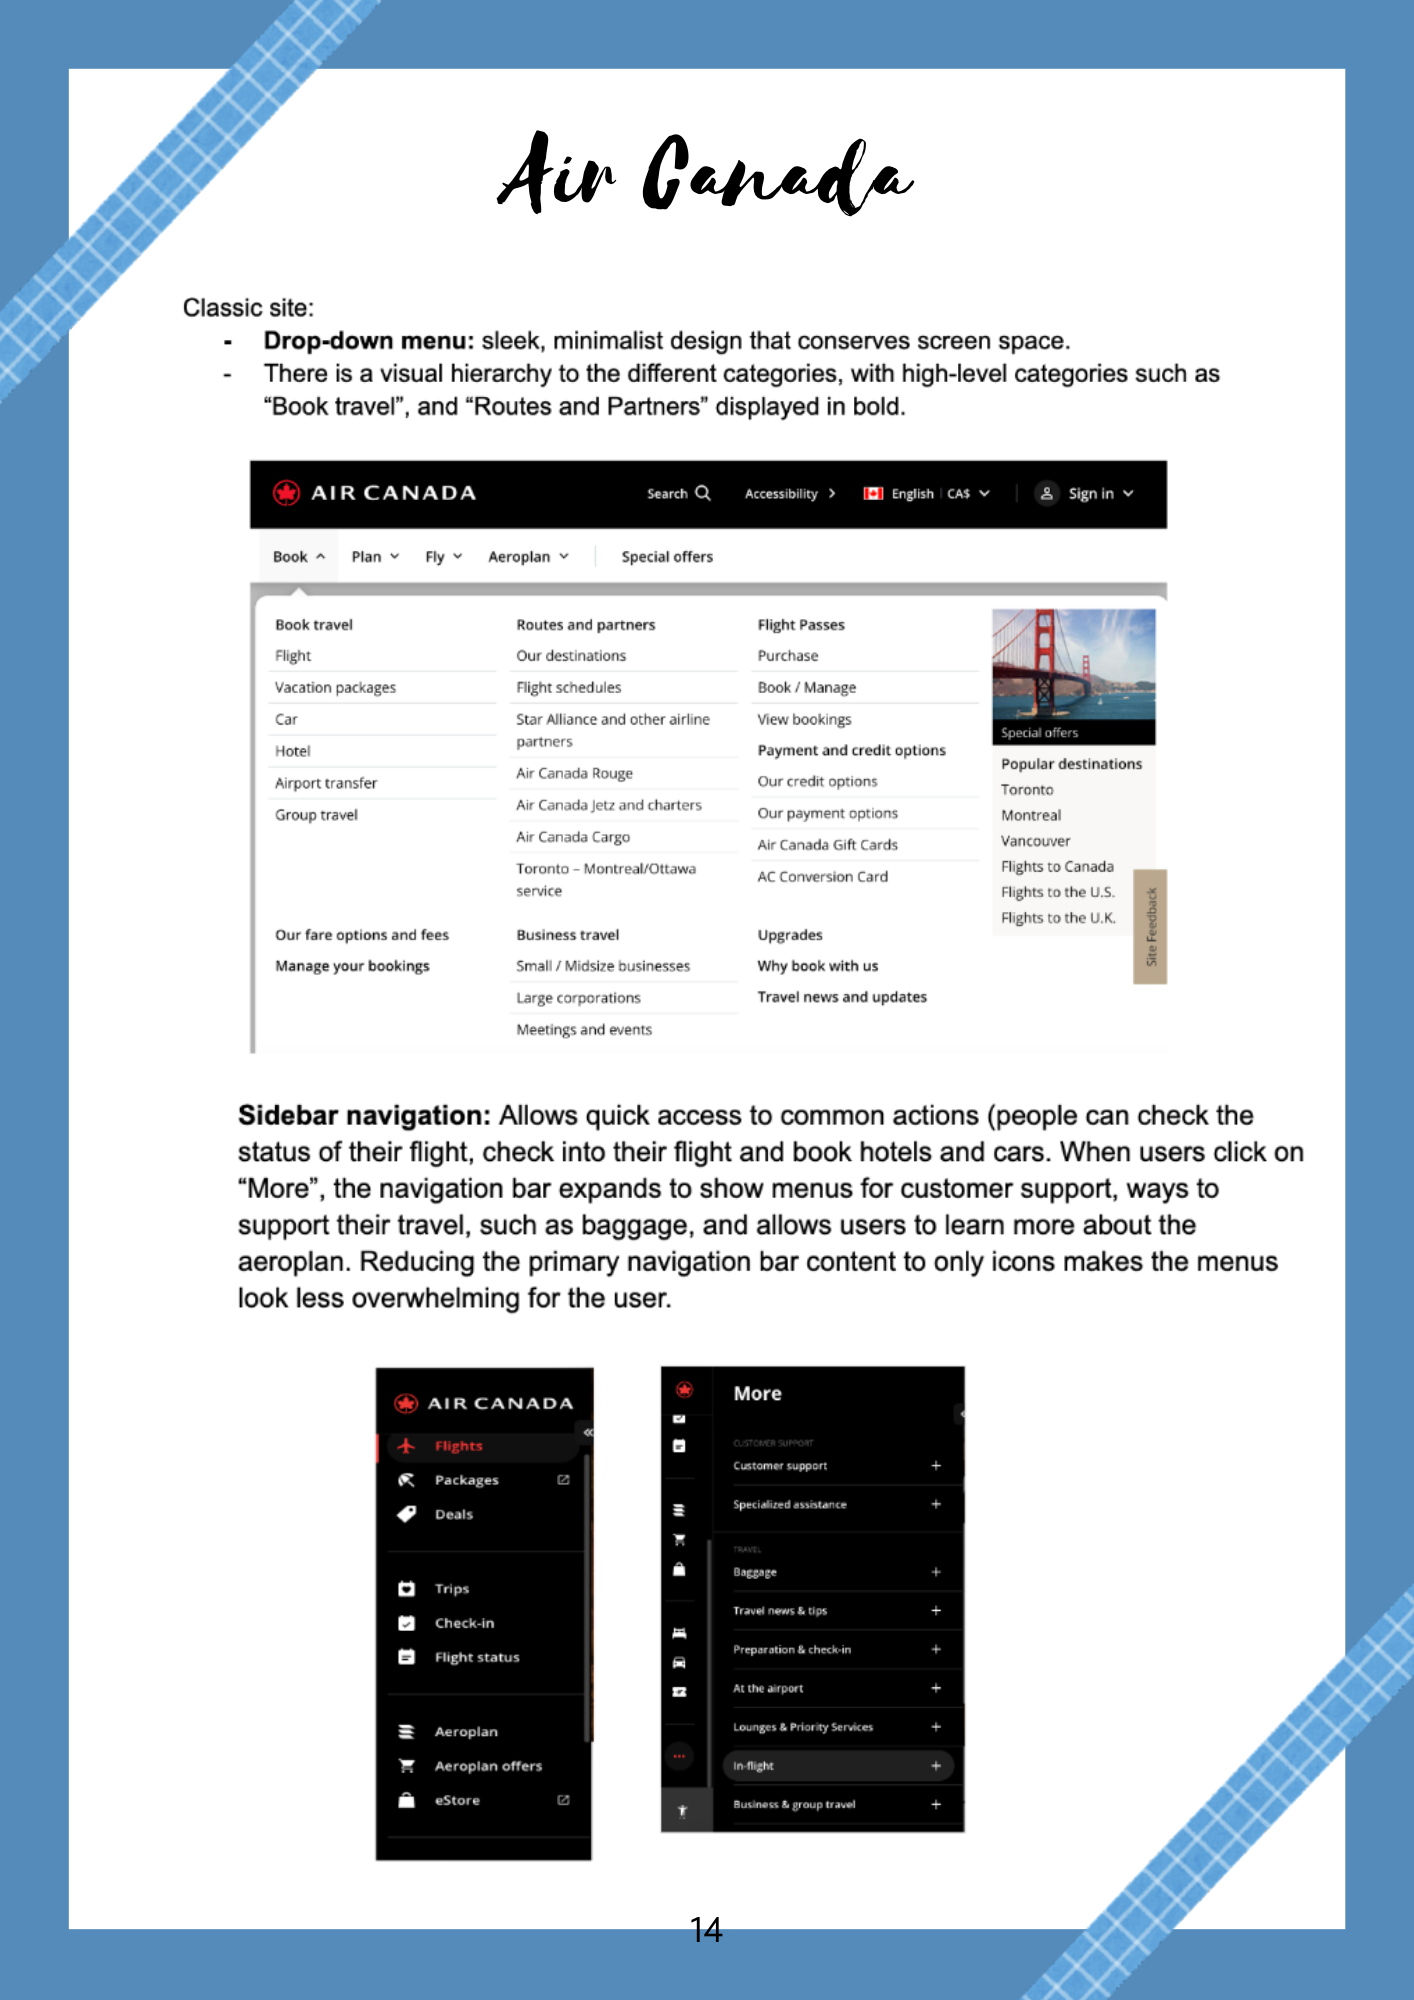 Air Canada
Classic site:
- Drop-down menu: sleek, minimalist design that conserves screen space.
- There is a visual hierarchy to the different categories, with high-level categories such as
“Book travel”, and “Routes and Partners” displayed in bold.
AIR CANADA
Search
Accessibility
English | CA$
Sign in
Book
Plan
Fly
Aeroplan
Special offers
Book travel
Flight
Vacation packages
Car
Hotel
Airport transfer
Group travel
Our fare options and fees
Manage your bookings
Routes and partners
Our destinations
Flight schedules
Star Alliance and other airline
partners
Air Canada Rouge
Air Canada Jetz and charters
Air Canada Cargo
Toronto – Montreal/Ottawa
service
Business travel
Small / Midsize businesses
Large corporations
Meetings and events
Flight Passes
Purchase
Book / Manage
View bookings
Payment and credit options
Our credit options
Our payment options
Air Canada Gift Cards
AC Conversion Card
Upgrades
Why book with us
Travel news and updates
Special offers
Popular destinations
Toronto
Montreal
Vancouver
Flights to Canada
Flights to the U.S.
Flights to the U.K.
Site Feedback
Sidebar navigation: Allows quick access to common actions (people can check the
status of their flight, check into their flight and book hotels and cars. When users click on
“More”, the navigation bar expands to show menus for customer support, ways to
support their travel, such as baggage, and allows users to learn more about the
aeroplan. Reducing the primary navigation bar content to only icons makes the menus
look less overwhelming for the user.
AIR CANADA
Flights
Packages
Deals
Trips
Check-in
Flight status
Aeroplan
Aeroplan offers
eStore
More
CUSTOMER SUPPORT
Customer support
Specialized assistance
TRAVEL
Baggage
Travel news & tips
Preparation & check-in
At the airport
Lounges & Priority Services
In-flight
Business & group travel
14